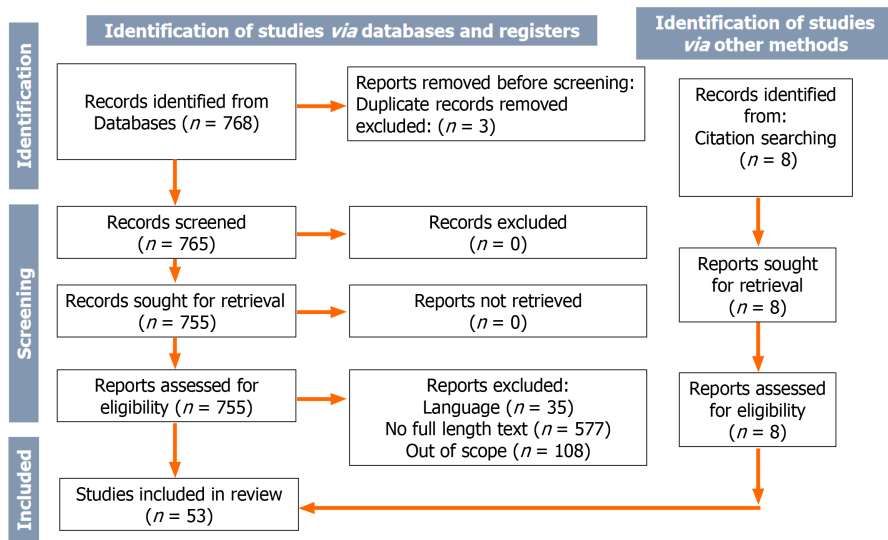 Identification of studies via databases and registers
Identification of studies
via other methods
Identification
Records identified from
Databases (n = 768)
Reports removed before screening:
Duplicate records removed
excluded: (n = 3)
Records identified
from:
Citation searching
(n = 8)
Screening
Records screened
(n = 765)
Records excluded
(n = 0)
Records sought for retrieval
(n = 755)
Reports not retrieved
(n = 0)
Reports sought
for retrieval
(n = 8)
Reports assessed for
eligibility (n = 755)
Reports excluded:
Language (n = 35)
No full length text (n = 577)
Out of scope (n = 108)
Reports assessed
for eligibility
(n = 8)
Included
Studies included in review
(n = 53)